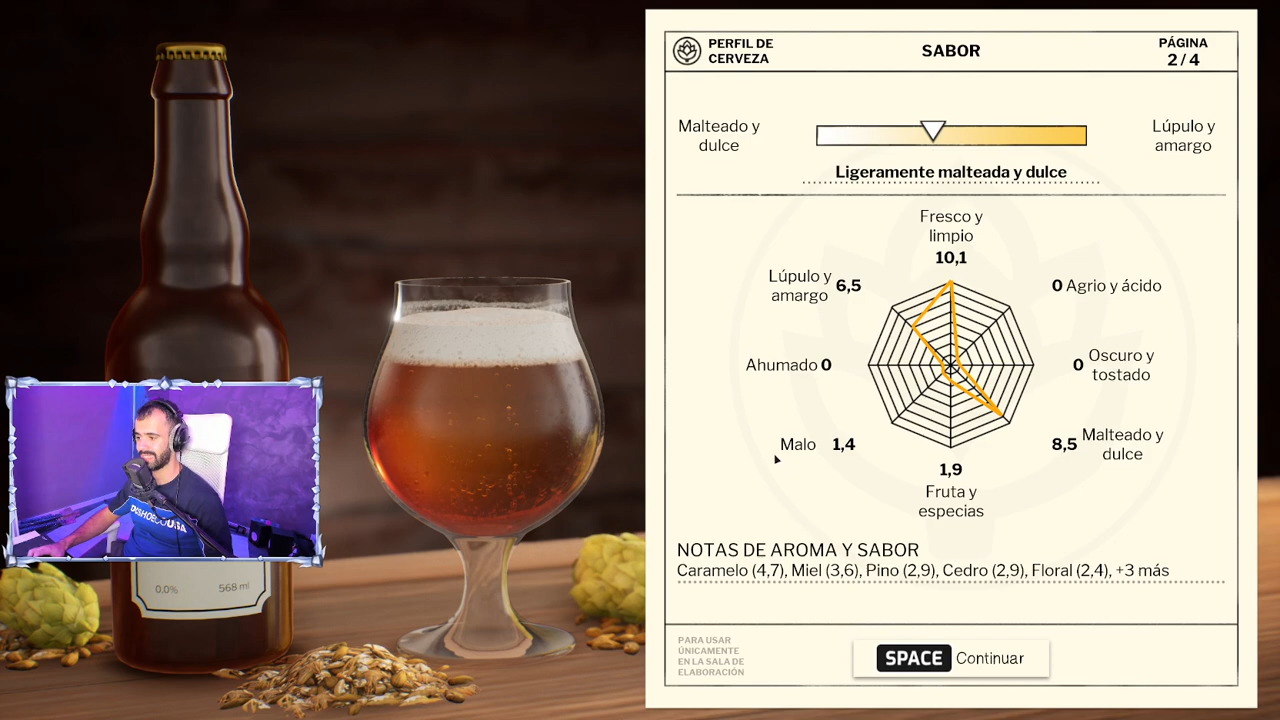 PERFIL DE
CERVEZA
SABOR
PÁGINA
2 / 4
Malteado y
dulce
Lúpulo y
amargo
Ligeramente malteada y dulce
Fresco y
limpio
10,1
Lúpulo y
amargo
6,5
0 Agrio y ácido
Ahumado 0
0 Oscuro y
tostado
Malo 1,4
8,5 Malteado y
dulce
1,9
Fruta y
especias
NOTAS DE AROMA Y SABOR
Caramelo (4,7), Miel (3,6), Pino (2,9), Cedro (2,9), Floral (2,4), +3 más
PARA USAR
ÚNICAMENTE
EN LA SALA DE
ELABORACIÓN
SPACE Continuar
0.0% 568 ml